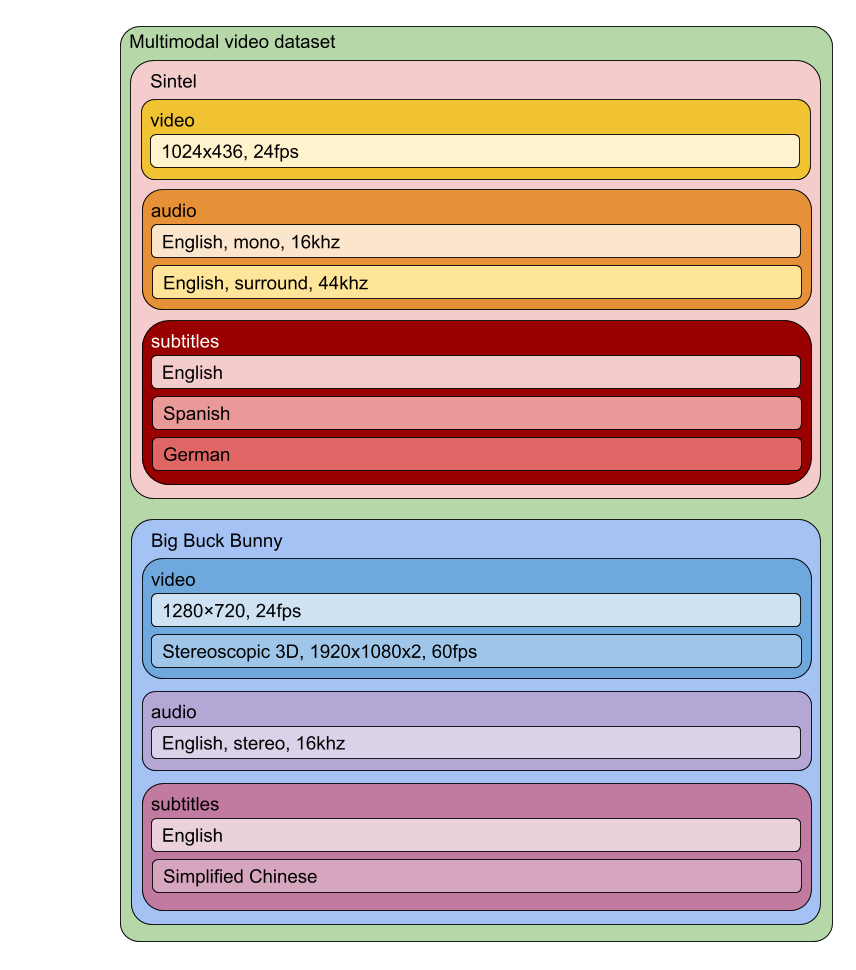 Multimodal video dataset
Sintel
video
1024x436, 24fps
audio
English, mono, 16khz
English, surround, 44khz
subtitles
English
Spanish
German
Big Buck Bunny
video
1280×720, 24fps
Stereoscopic 3D, 1920x1080x2, 60fps
audio
English, stereo, 16khz
subtitles
English
Simplified Chinese